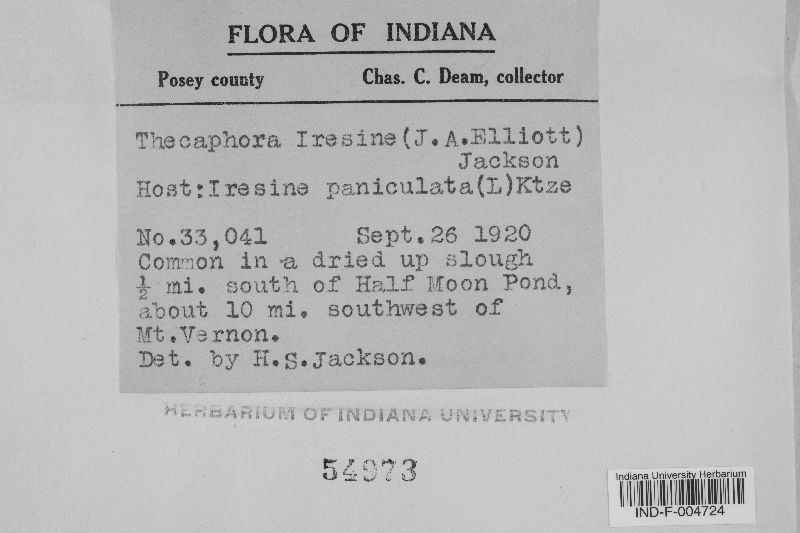 FLORA OF INDIANA
Posey county Chas. C. Deam, collector
Thecaphora Iresine(J.A.Elliott)
Jackson
Host:Iresine paniculata(L)Ktze
No.33,041 Sept.26 1920
Common in a dried up slough
½ mi. south of Half Moon Pond,
about 10 mi. southwest of
Mt.Vernon.
Det. by H.S.Jackson.
HERBARIUM OF INDIANA UNIVERSITY
54973
Indiana University Herbarium
IND-F-004724